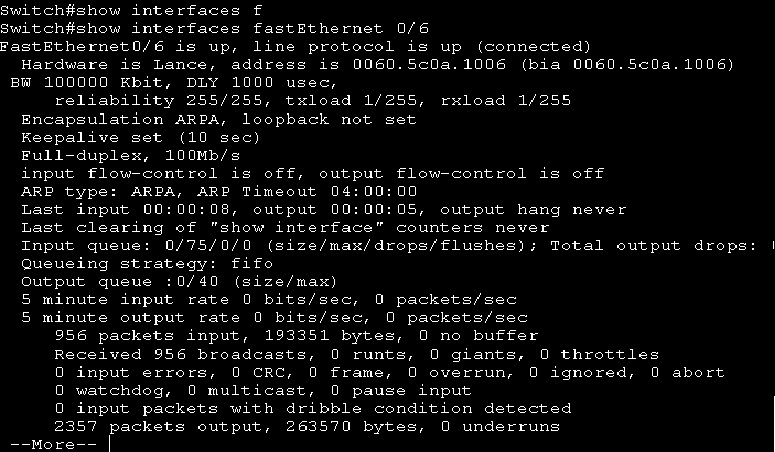 Switch#show interfaces f
Switch#show interfaces fastEthernet 0/6
FastEthernet0/6 is up, line protocol is up (connected)
Hardware is Lance, address is 0060.5c0a.1006 (bia 0060.5c0a.1006)
BW 100000 Kbit, DLY 1000 usec,
reliability 255/255, txload 1/255, rxload 1/255
Encapsulation ARPA, loopback not set
Keepalive set (10 sec)
Full-duplex, 100Mb/s
input flow-control is off, output flow-control is off
ARP type: ARPA, ARP Timeout 04:00:00
Last input 00:00:08, output 00:00:05, output hang never
Last clearing of "show interface" counters never
Input queue: 0/75/0/0 (size/max/drops/flushes); Total output drops:
Queueing strategy: fifo
Output queue :0/40 (size/max)
5 minute input rate 0 bits/sec, 0 packets/sec
5 minute output rate 0 bits/sec, 0 packets/sec
956 packets input, 193351 bytes, 0 no buffer
Received 956 broadcasts, 0 runts, 0 giants, 0 throttles
0 input errors, 0 CRC, 0 frame, 0 overrun, 0 ignored, 0 abort
0 watchdog, 0 multicast, 0 pause input
0 input packets with dribble condition detected
2357 packets output, 263570 bytes, 0 underruns
--More--